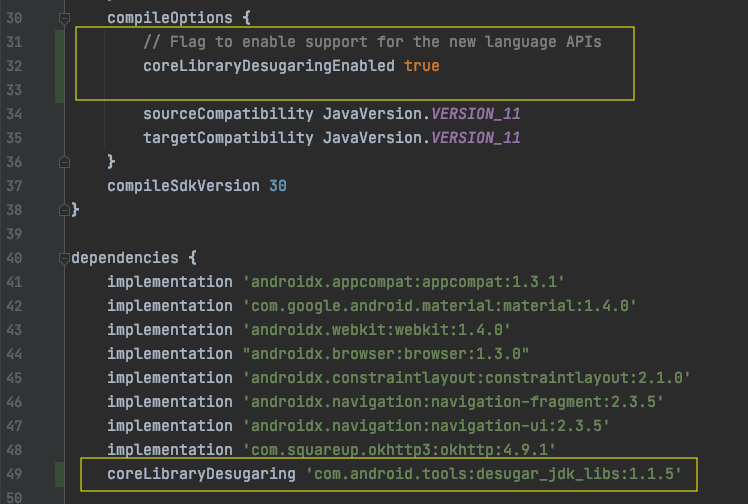 30 compileOptions {
31 // Flag to enable support for the new language APIs
32 coreLibraryDesugaringEnabled true
33
34 sourceCompatibility JavaVersion.VERSION_11
35 targetCompatibility JavaVersion.VERSION_11
36 }
37 compileSdkVersion 30
38 }
39
40 dependencies {
41 implementation 'androidx.appcompat:appcompat:1.3.1'
42 implementation 'com.google.android.material:material:1.4.0'
43 implementation 'androidx.webkit:webkit:1.4.0'
44 implementation "androidx.browser:browser:1.3.0"
45 implementation 'androidx.constraintlayout:constraintlayout:2.1.0'
46 implementation 'androidx.navigation:navigation-fragment:2.3.5'
47 implementation 'androidx.navigation:navigation-ui:2.3.5'
48 implementation 'com.squareup.okhttp3:okhttp:4.9.1'
49 coreLibraryDesugaring 'com.android.tools:desugar_jdk_libs:1.1.5'
50